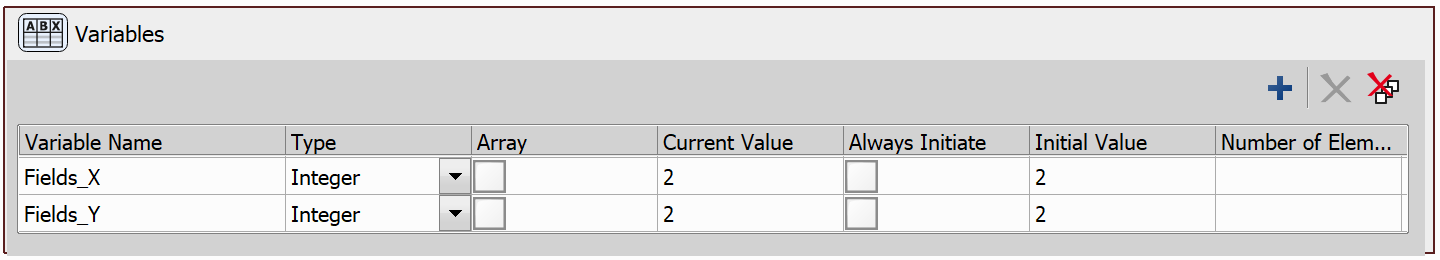 ABX
Variables
Variable Name Type Array Current Value Always Initiate Initial Value Number of Elem...
Fields_X Integer 2 2
Fields_Y Integer 2 2